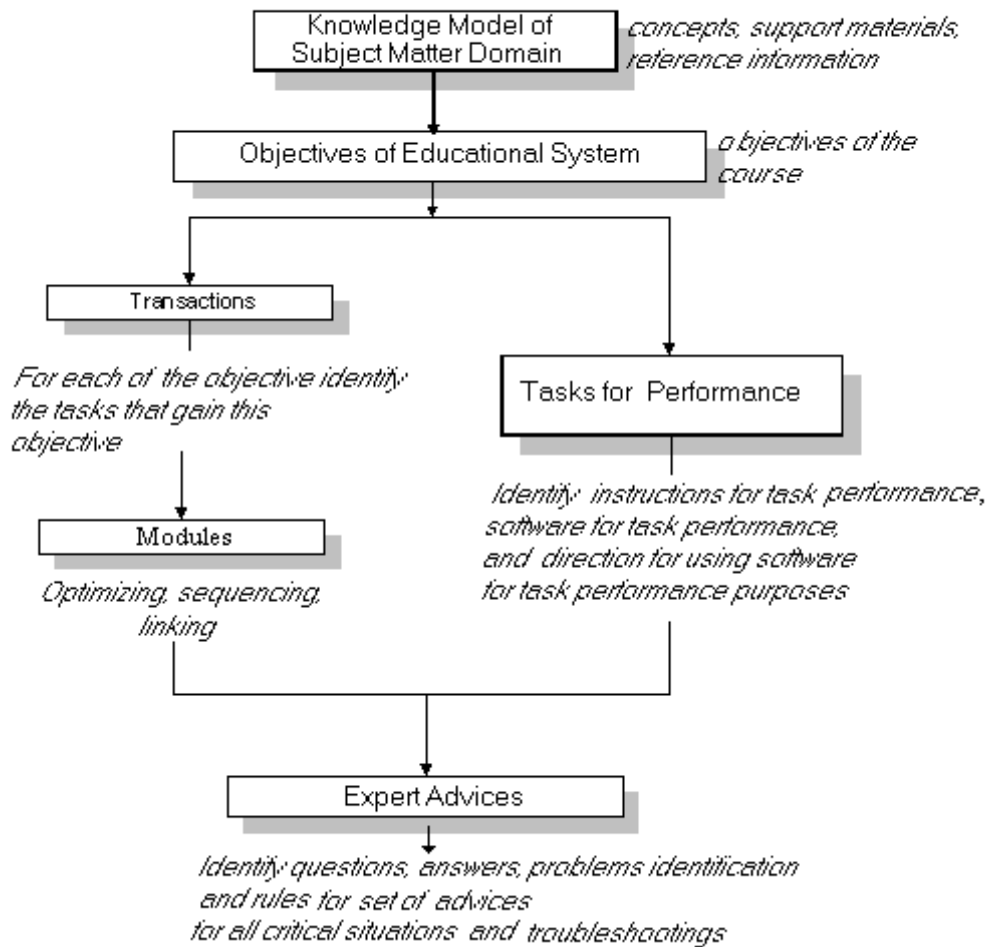 Knowledge Model of
Subject Matter Domain
concepts, support materials,
reference information
Objectives of Educational System
objectives of the
course
Transactions
For each of the objective identify
the tasks that gain this
objective
Tasks for Performance
Identify instructions for task performance,
software for task performance,
and direction for using software
for task performance purposes
Modules
Optimizing, sequencing,
linking
Expert Advices
Identify questions, answers, problems identification
and rules for set of advices
for all critical situations and troubleshootings